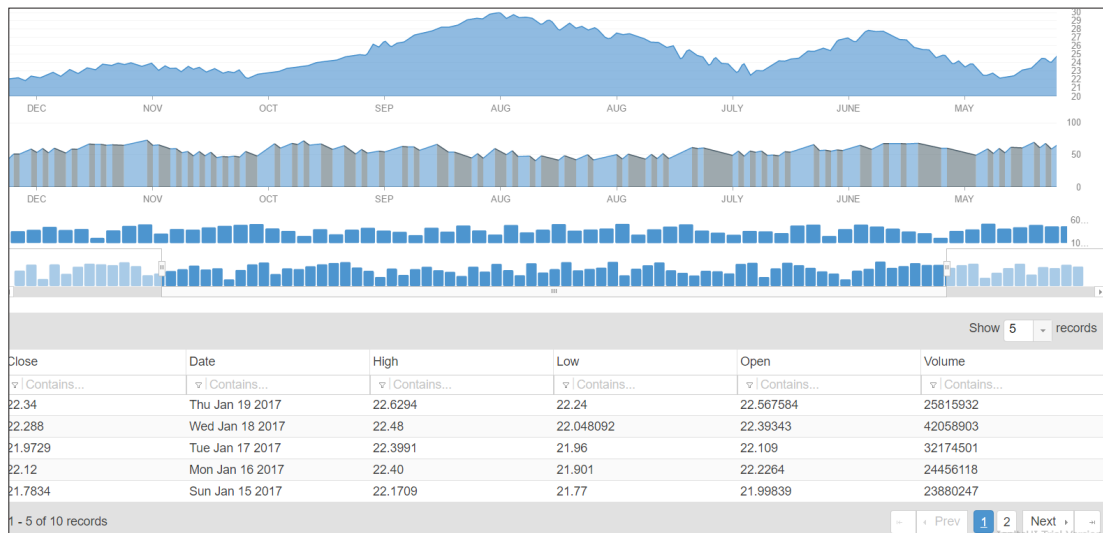 30
29
28
27
26
25
24
23
22
21
20
DEC NOV OCT SEP AUG AUG JULY JUNE MAY
100
50
0
DEC NOV OCT SEP AUG AUG JULY JUNE MAY
60...
10...
Show 5 records
Close Date High Low Open Volume
Contains... Contains... Contains... Contains... Contains... Contains...
22.34 Thu Jan 19 2017 22.6294 22.24 22.567584 25815932
22.288 Wed Jan 18 2017 22.48 22.048092 22.39343 42058903
21.9729 Tue Jan 17 2017 22.3991 21.96 22.109 32174501
22.12 Mon Jan 16 2017 22.40 21.901 22.2264 24456118
21.7834 Sun Jan 15 2017 22.1709 21.77 21.99839 23880247
1 - 5 of 10 records Prev 1 2 Next